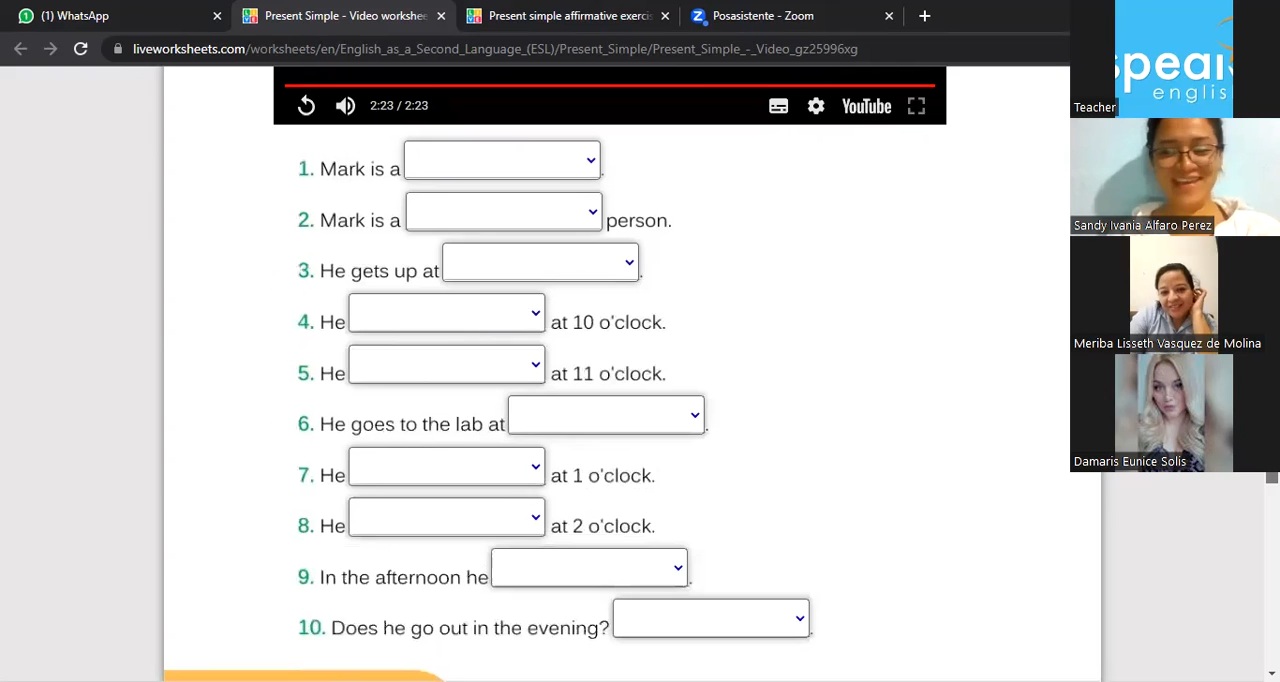 (1) WhatsApp
Present Simple - Video workshee
Present simple affirmative exerci
Posasistente - Zoom
liveworksheets.com/worksheets/en/English_as_a_Second_Language_(ESL)/Present_Simple/Present_Simple_-_Video_gz25996xg
2:23 / 2:23
YouTube
1. Mark is a .
2. Mark is a person.
3. He gets up at .
4. He at 10 o'clock.
5. He at 11 o'clock.
6. He goes to the lab at .
7. He at 1 o'clock.
8. He at 2 o'clock.
9. In the afternoon he .
10. Does he go out in the evening? .
speak
englis
Teacher
Sandy Ivania Alfaro Perez
Meriba Lisseth Vasquez de Molina
Damaris Eunice Solis